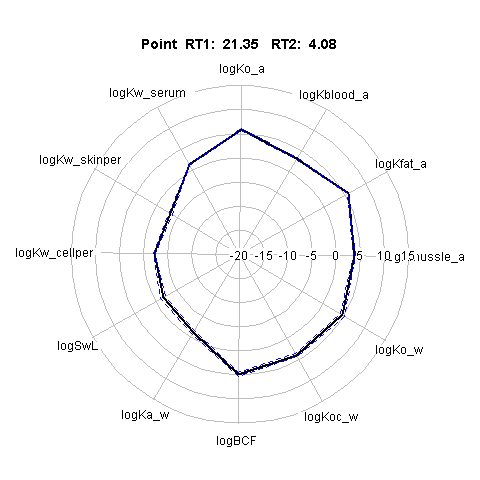 Point RT1: 21.35 RT2: 4.08
logKo_a
logKw_serum
logKblood_a
logKw_skinper
logKfat_a
logKw_cellper
-20 -15 -10 -5 0 5 10 15
logSwL
logKo_w
logKa_w
logKoc_w
logBCF